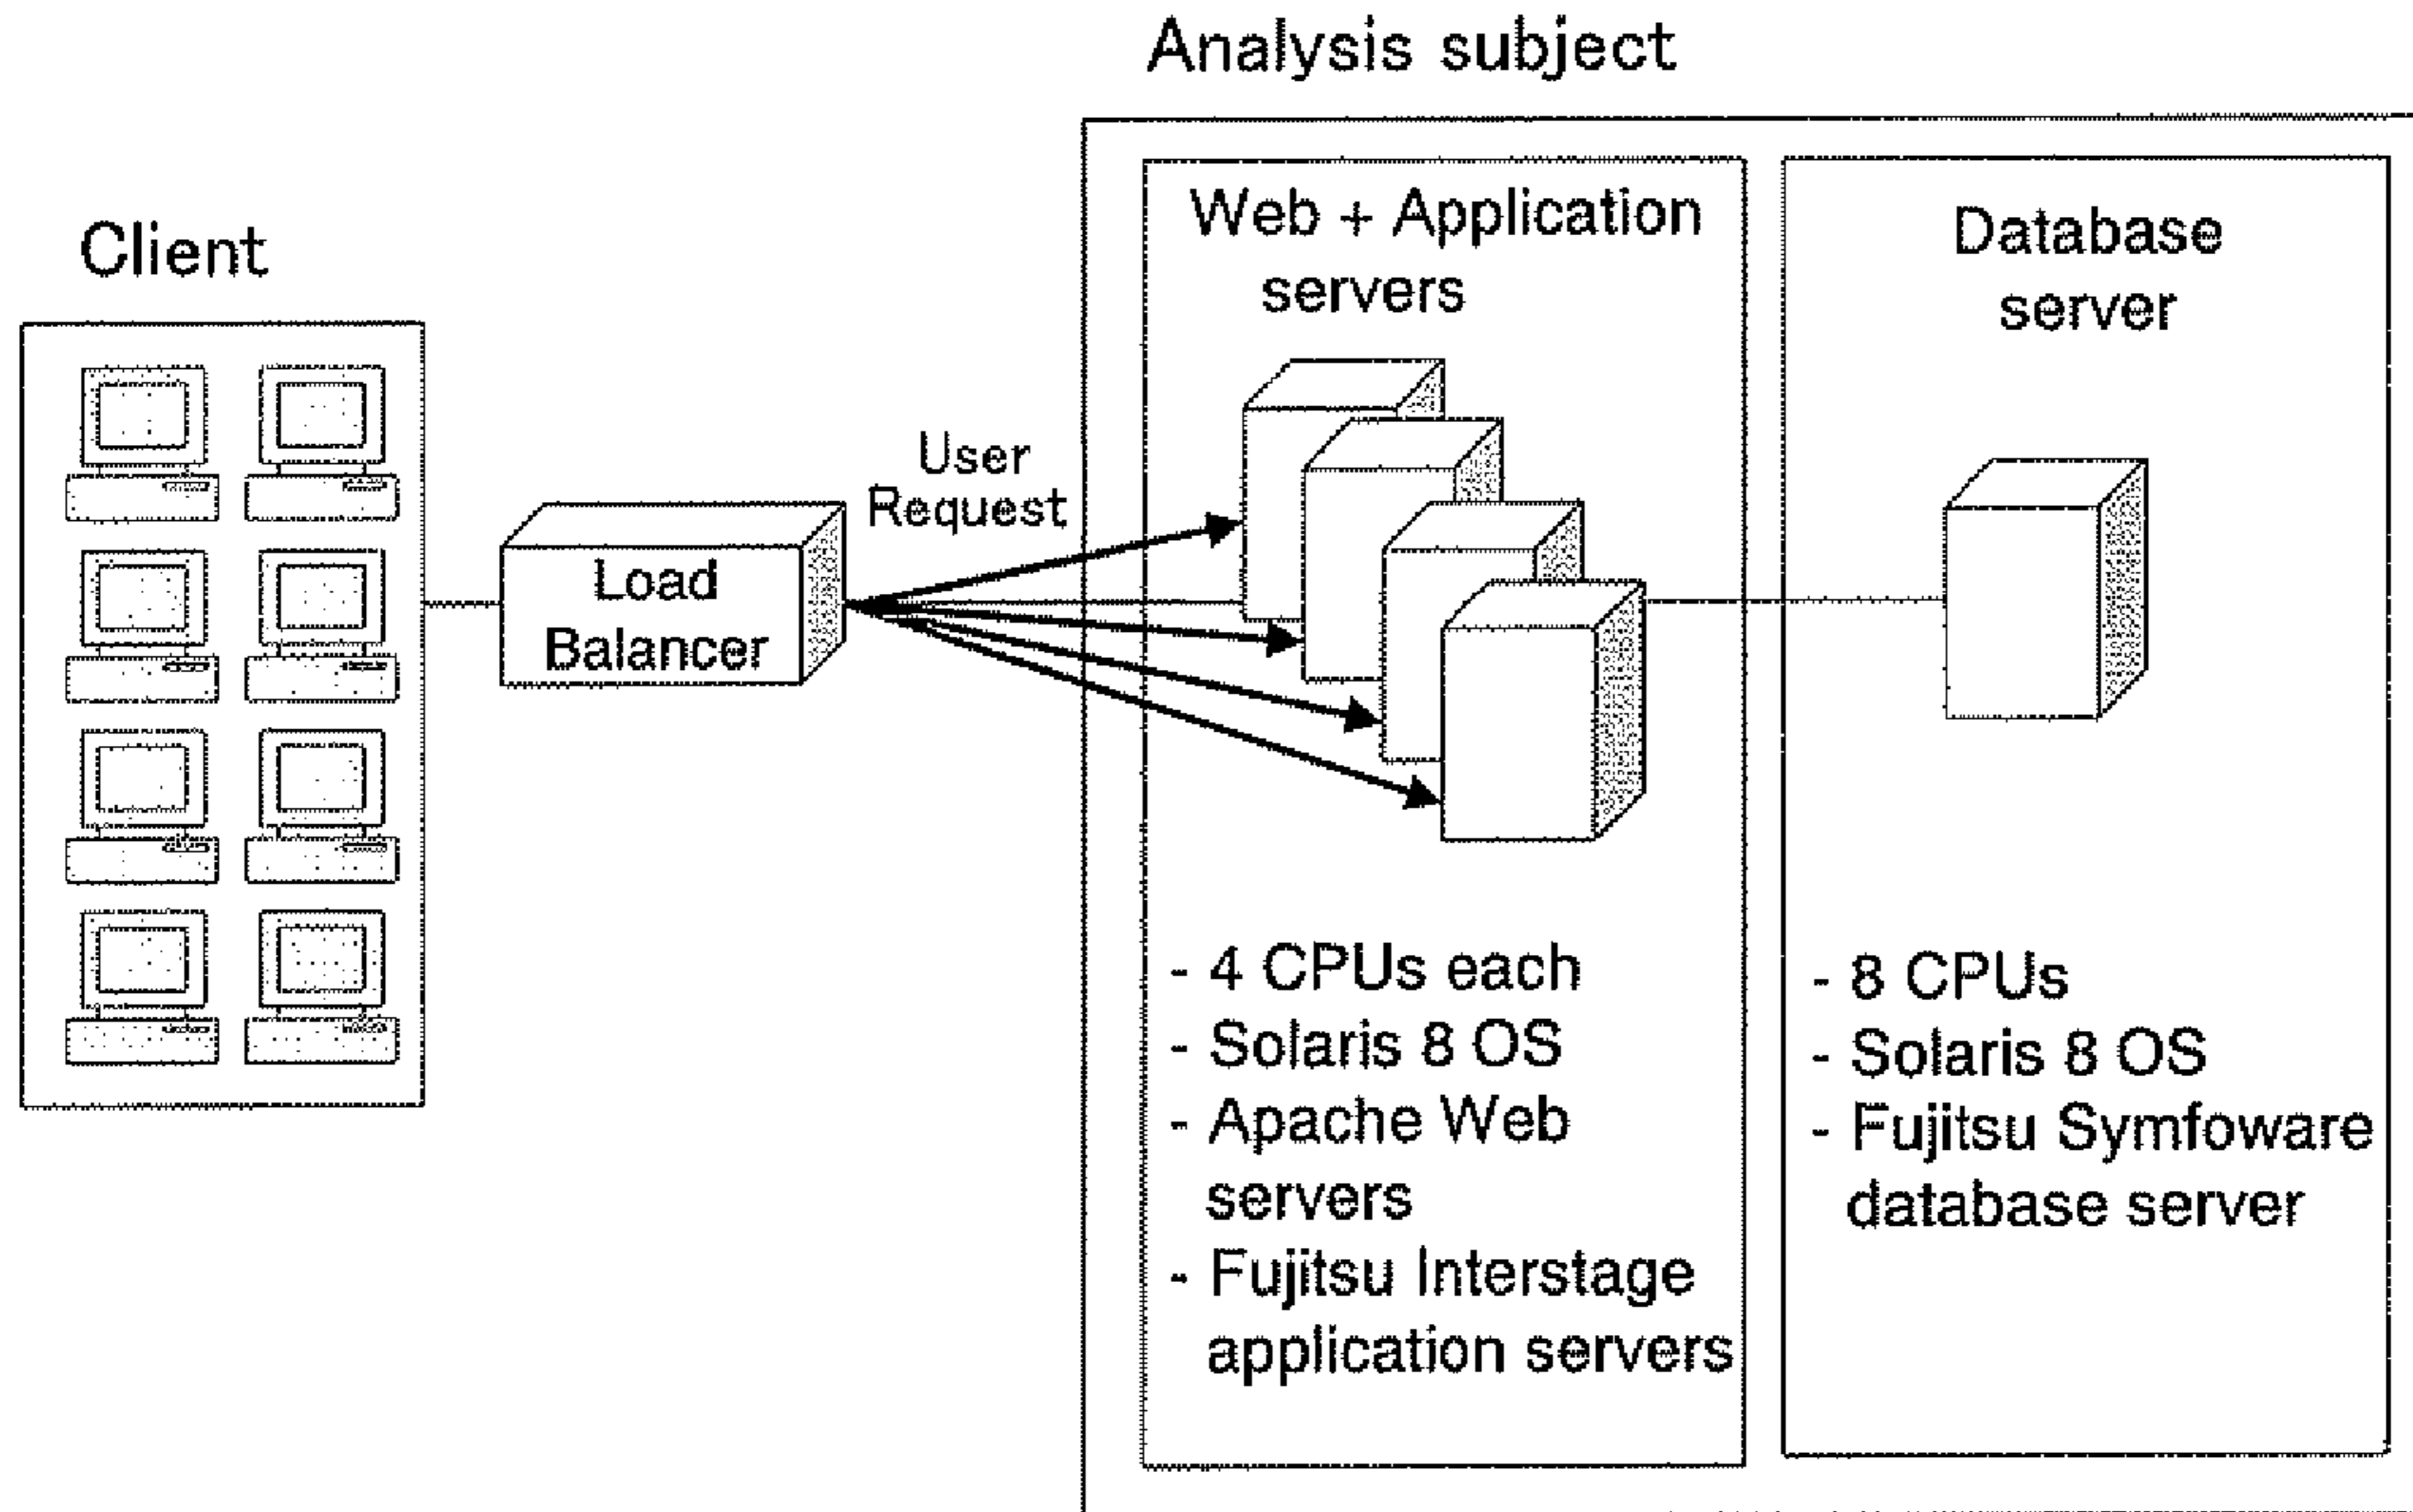 Analysis subject
Client
Load
Balancer
User
Request
Web + Application
servers
- 4 CPUs each
- Solaris 8 OS
- Apache Web
servers
- Fujitsu Interstage
application servers
Database
server
- 8 CPUs
- Solaris 8 OS
- Fujitsu Symfoware
database server